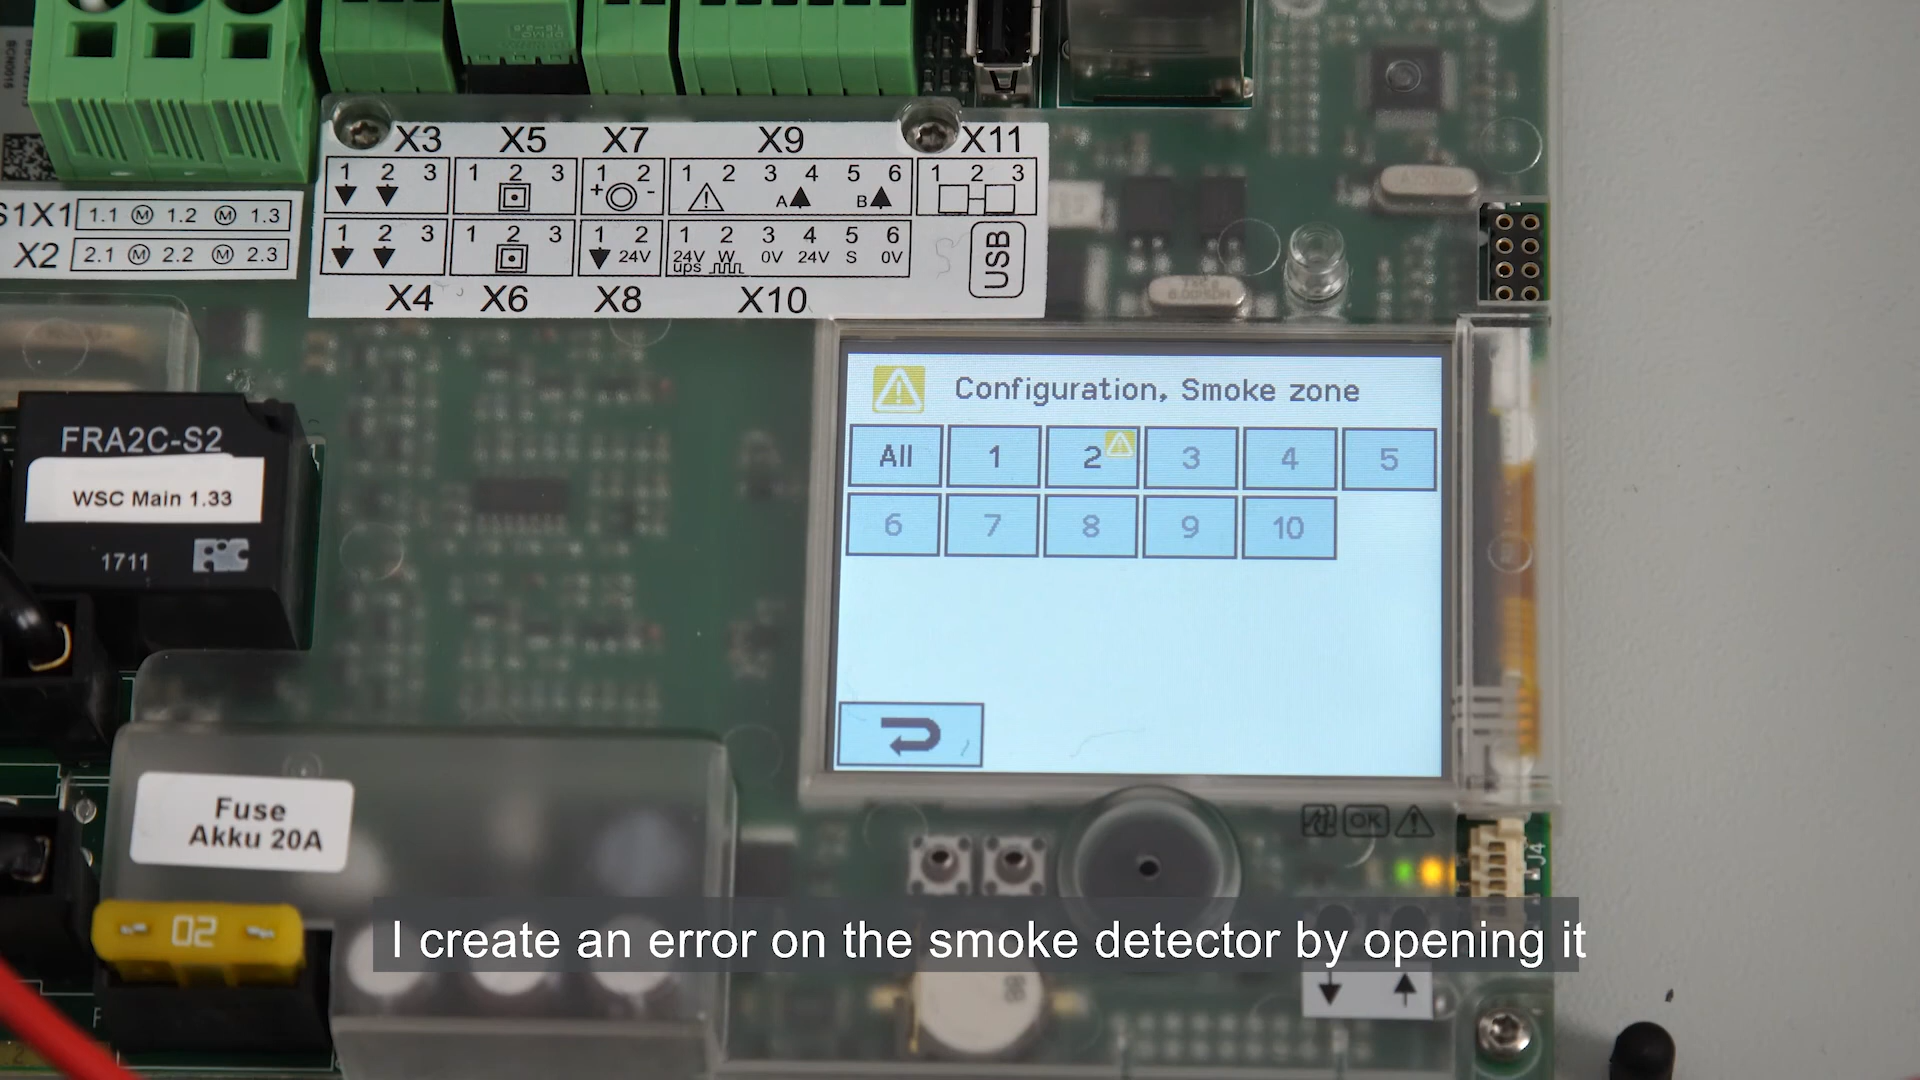 X3 X5 X7 X9 X11
1 2 3 1 2 3 1 2 1 2 3 4 5 6 1 2 3
+ - A B
S1X1 1.1 M 1.2 M 1.3
X2 2.1 M 2.2 M 2.3
1 2 3 1 2 3 1 2 1 2 3 4 5 6
24V 24V ups W 0V 24V S 0V
USB
X4 X6 X8 X10
FRA2C-S2
WSC Main 1.33
1711
Configuration, Smoke zone
All 1 2 3 4 5
6 7 8 9 10
Fuse
Akku 20A
20
OK
J4
I create an error on the smoke detector by opening it